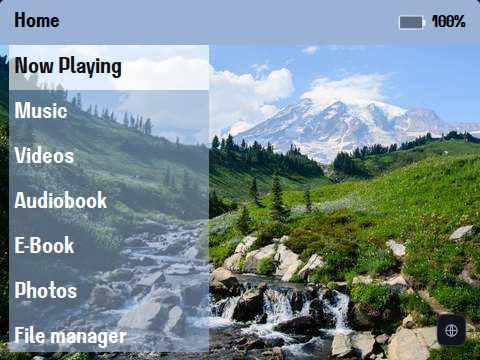 Home
100%
Now Playing
Music
Videos
Audiobook
E-Book
Photos
File manager